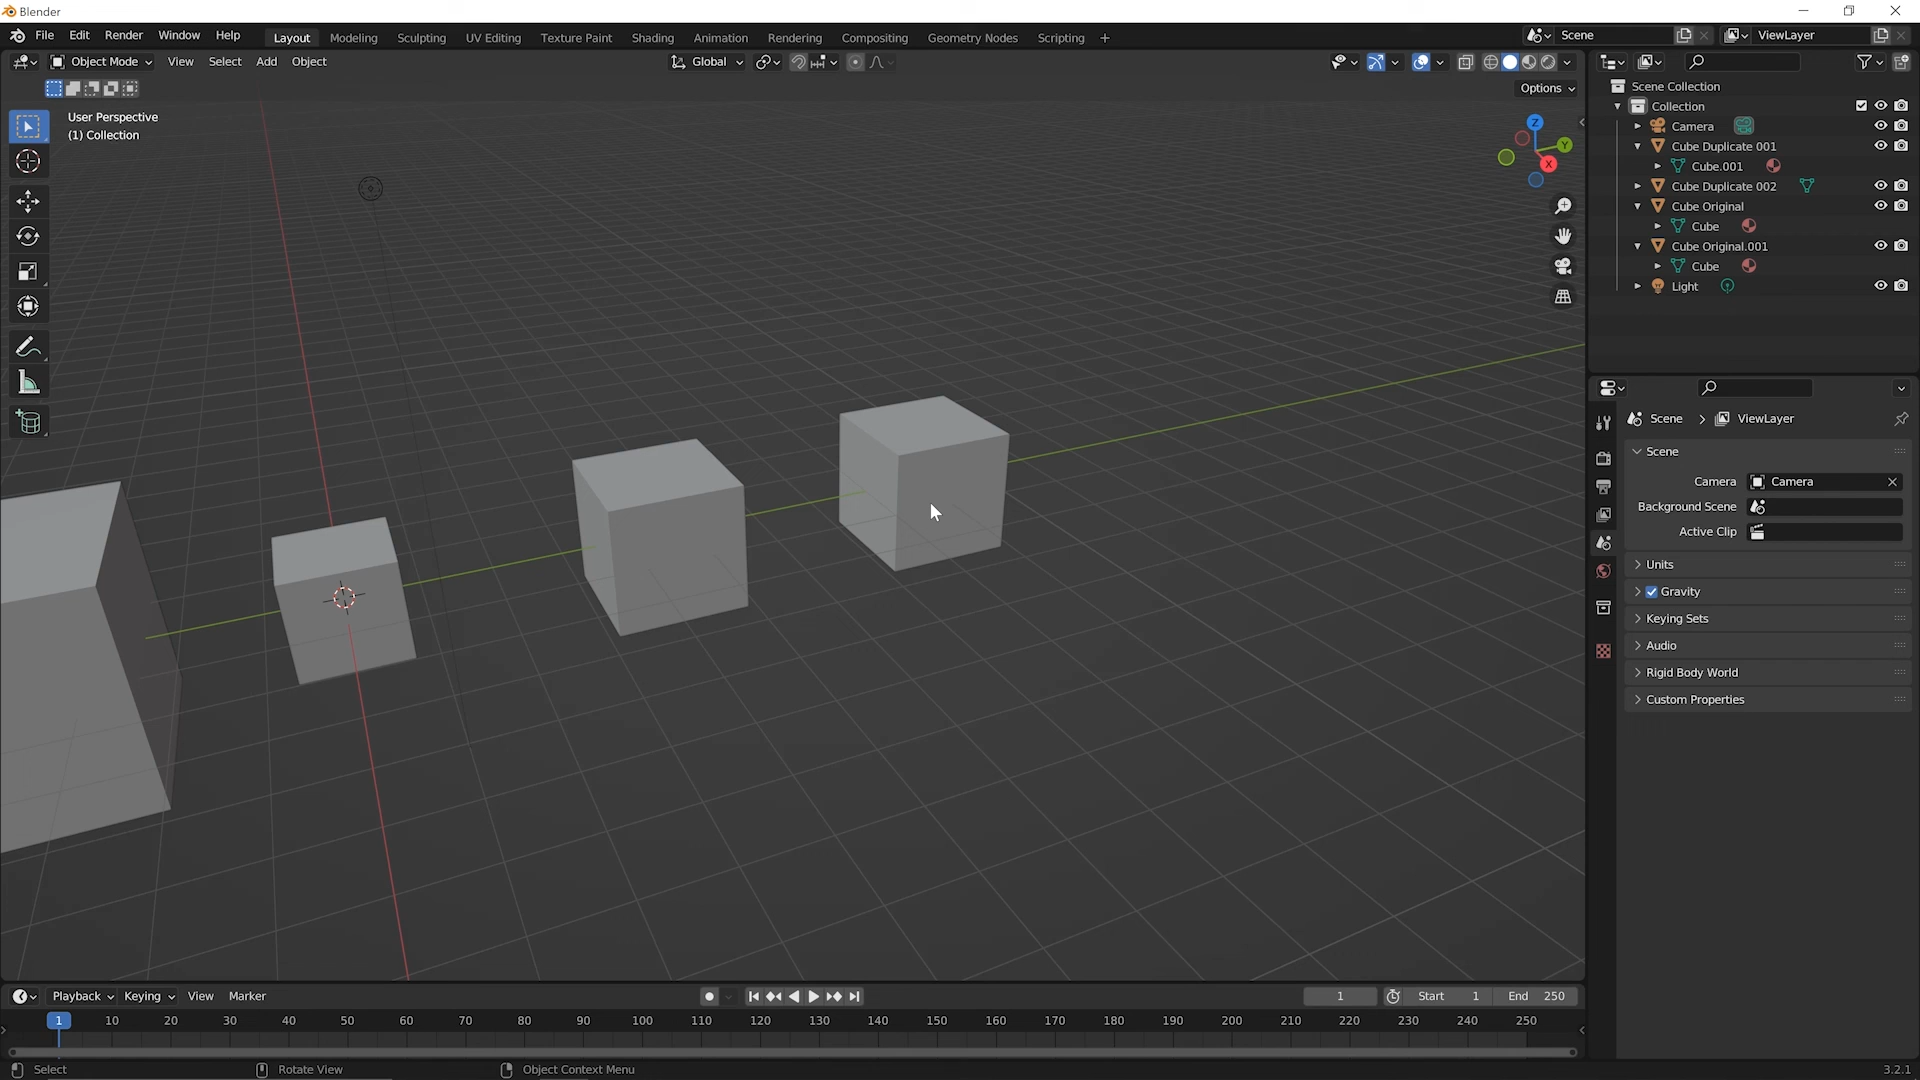 Blender
File Edit Render Window Help Layout Modeling Sculpting UV Editing Texture Paint Shading Animation Rendering Compositing Geometry Nodes Scripting + Scene ViewLayer
Object Mode View Select Add Object Global
Options
User Perspective
(1) Collection
Z
Y
X
Scene Collection
Collection
Camera
Cube Duplicate 001
Cube.001
Cube Duplicate 002
Cube Original
Cube
Cube Original.001
Cube
Light
Scene > ViewLayer
Scene
Camera Camera
Background Scene
Active Clip
Units
Gravity
Keying Sets
Audio
Rigid Body World
Custom Properties
Playback Keying View Marker 1 Start 1 End 250
1 10 20 30 40 50 60 70 80 90 100 110 120 130 140 150 160 170 180 190 200 210 220 230 240 250
Select Rotate View Object Context Menu 3.2.1